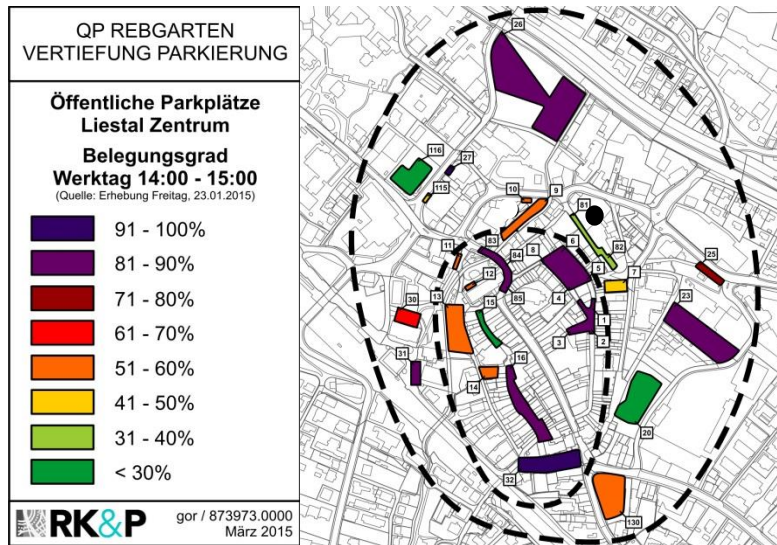 QP REBGARTEN
VERTIEFUNG PARKIERUNG
Öffentliche Parkplätze
Liestal Zentrum
Belegungsgrad
Werktag 14:00 - 15:00
(Quelle: Erhebung Freitag, 23.01.2015)
91 - 100%
81 - 90%
71 - 80%
61 - 70%
51 - 60%
41 - 50%
31 - 40%
< 30%
RK&P
gor / 873973.0000
März 2015
26
116
27
115
10
9
81
11
83
8
6
82
84
5
7
25
12
30
13
15
85
4
1
23
31
3
2
16
14
20
32
130